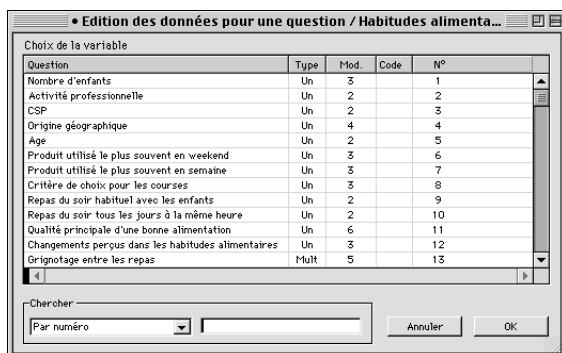 • Edition des données pour une question / Habitudes alimenta...
Choix de la variable
Question Type Mod. Code N°
Nombre d'enfants Un 3 1
Activité professionnelle Un 2 2
CSP Un 2 3
Origine géographique Un 4 4
Age Un 2 5
Produit utilisé le plus souvent en weekend Un 3 6
Produit utilisé le plus souvent en semaine Un 3 7
Critère de choix pour les courses Un 3 8
Repas du soir habituel avec les enfants Un 2 9
Repas du soir tous les jours à la même heure Un 2 10
Qualité principale d'une bonne alimentation Un 6 11
Changements perçus dans les habitudes alimentaires Un 3 12
Grignotage entre les repas Mult 5 13
Chercher
Par numéro Annuler OK